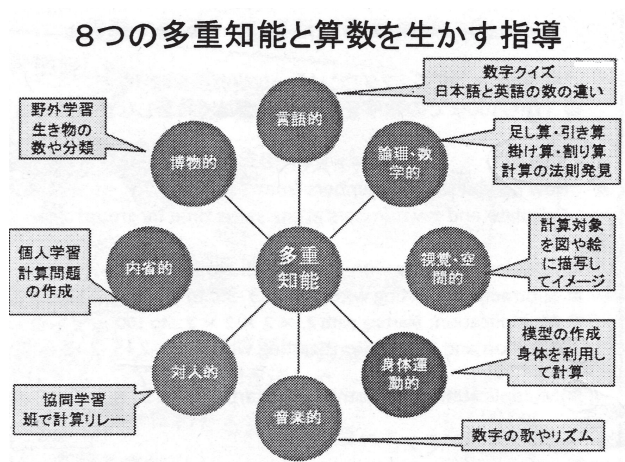 ８つの多重知能と算数を生かす指導
言語的
数字クイズ
日本語と英語の数の違い
論理・数
学的
足し算・引き算
掛け算・割り算
計算の法則発見
視覚・空
間的
計算対象
を図や絵
に描写し
てイメージ
身体運
動的
模型の作成
身体を利用し
て計算
音楽的
数字の歌やリズム
対人的
協同学習
班で計算リレー
内省的
個人学習
計算問題
の作成
博物的
野外学習
生き物の
数や分類
多重
知能